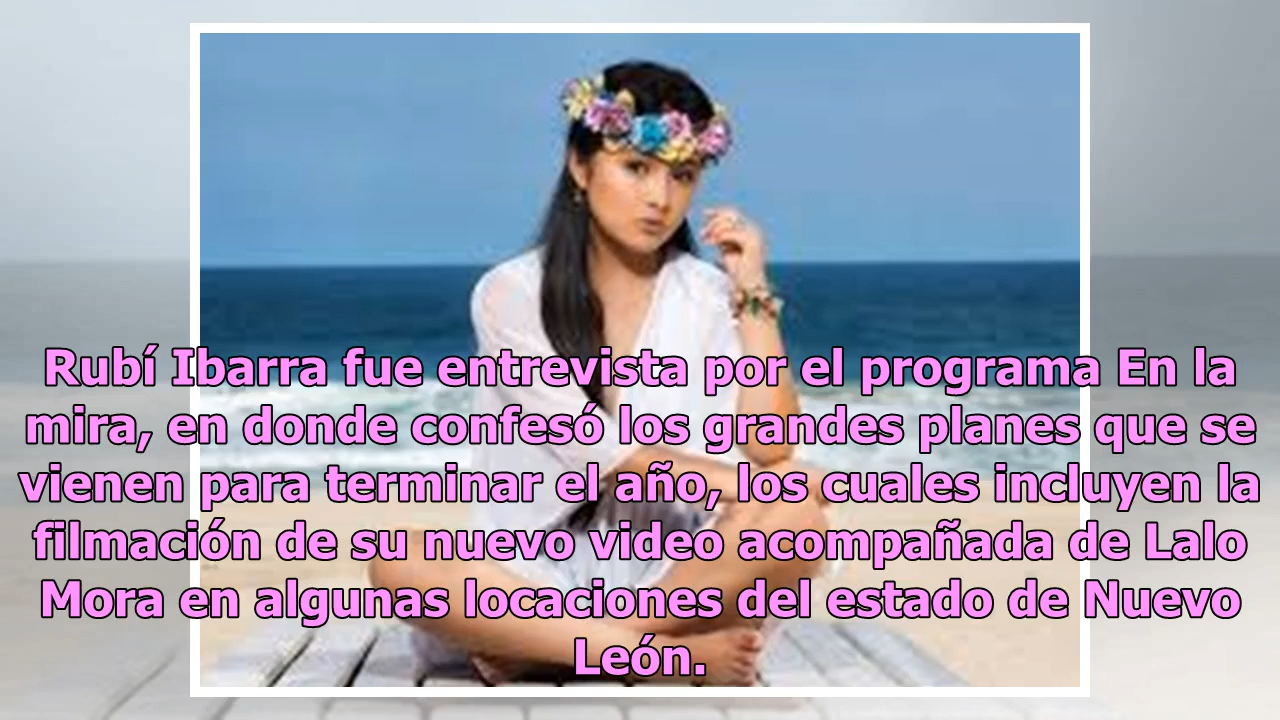 Rubí Ibarra fue entrevista por el programa En la
mira, en donde confesó los grandes planes que se
vienen para terminar el año, los cuales incluyen la
filmación de su nuevo video acompañada de Lalo
Mora en algunas locaciones del estado de Nuevo
León.